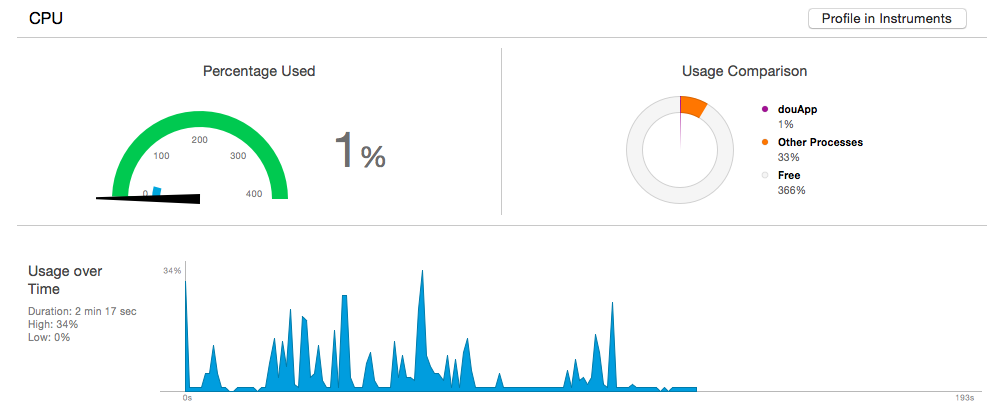 CPU
Profile in Instruments
Percentage Used
0
100
200
300
400
1%
Usage Comparison
douApp
1%
Other Processes
33%
Free
366%
Usage over
Time
Duration: 2 min 17 sec
High: 34%
Low: 0%
34%
0s
193s